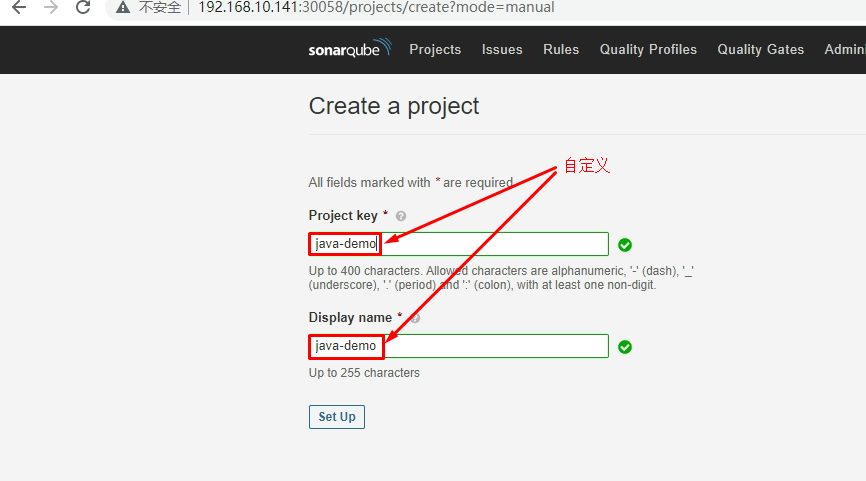 不安全 | 192.168.10.141:30058/projects/create?mode=manual
sonarqube Projects Issues Rules Quality Profiles Quality Gates Admin
Create a project
自定义
All fields marked with * are required
Project key *
java-demo
Up to 400 characters. Allowed characters are alphanumeric, '-' (dash), '_'
(underscore), '.' (period) and ':' (colon), with at least one non-digit.
Display name *
java-demo
Up to 255 characters
Set Up